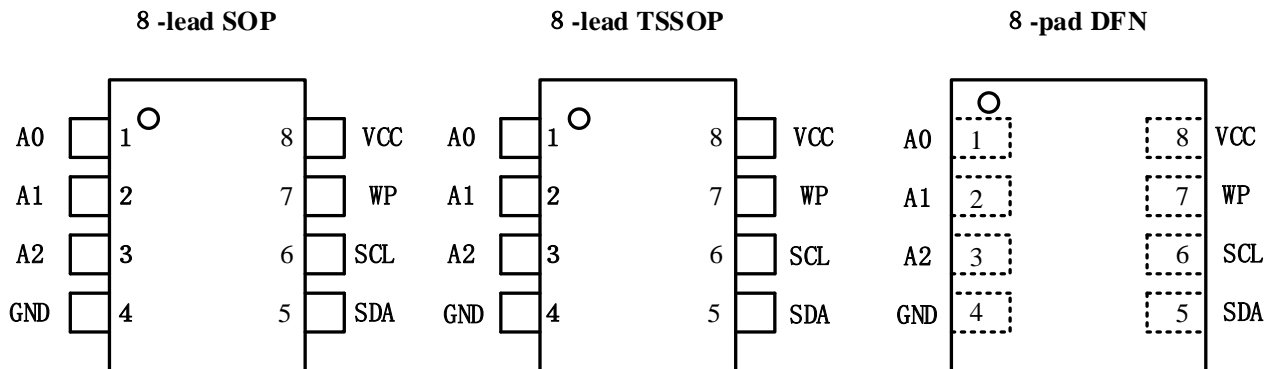 8 -lead SOP 8 -lead TSSOP 8 -pad DFN
A0 1 8 VCC A0 1 8 VCC A0 1 8 VCC
A1 2 7 WP A1 2 7 WP A1 2 7 WP
A2 3 6 SCL A2 3 6 SCL A2 3 6 SCL
GND 4 5 SDA GND 4 5 SDA GND 4 5 SDA